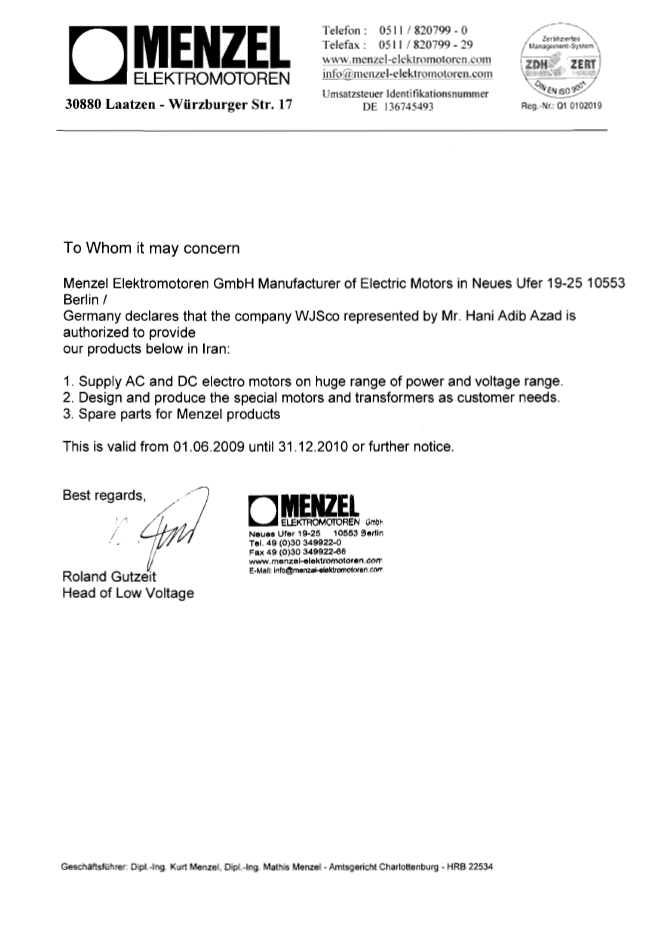 MENZEL
ELEKTROMOTOREN
30880 Laatzen - Würzburger Str. 17
Telefon : 0511 / 820799 - 0
Telefax : 0511 / 820799 - 29
www.menzel-elektromotoren.com
info@menzel-elektromotoren.com
Umsatzsteuer Identifikationsnummer
DE 136745493
Zertifiziertes
Management-System
ZDH ZERT
DIN EN ISO 9001
Reg.-Nr.: Q1 0102019
To Whom it may concern
Menzel Elektromotoren GmbH Manufacturer of Electric Motors in Neues Ufer 19-25 10553
Berlin /
Germany declares that the company WJSco represented by Mr. Hani Adib Azad is
authorized to provide
our products below in Iran:
1. Supply AC and DC electro motors on huge range of power and voltage range.
2. Design and produce the special motors and transformers as customer needs.
3. Spare parts for Menzel products
This is valid from 01.06.2009 until 31.12.2010 or further notice.
Best regards,
MENZEL
ELEKTROMOTOREN GmbH
Neues Ufer 19-25 10553 Berlin
Tel. 49 (0)30 349922-0
Fax 49 (0)30 349922-66
www.menzel-elektromotoren.com
E-Mail: info@menzel-elektromotoren.com
Roland Gutzeit
Head of Low Voltage
Geschäftsführer: Dipl.-Ing. Kurt Menzel, Dipl.-Ing. Mathis Menzel - Amtsgericht Charlottenburg - HRB 22534